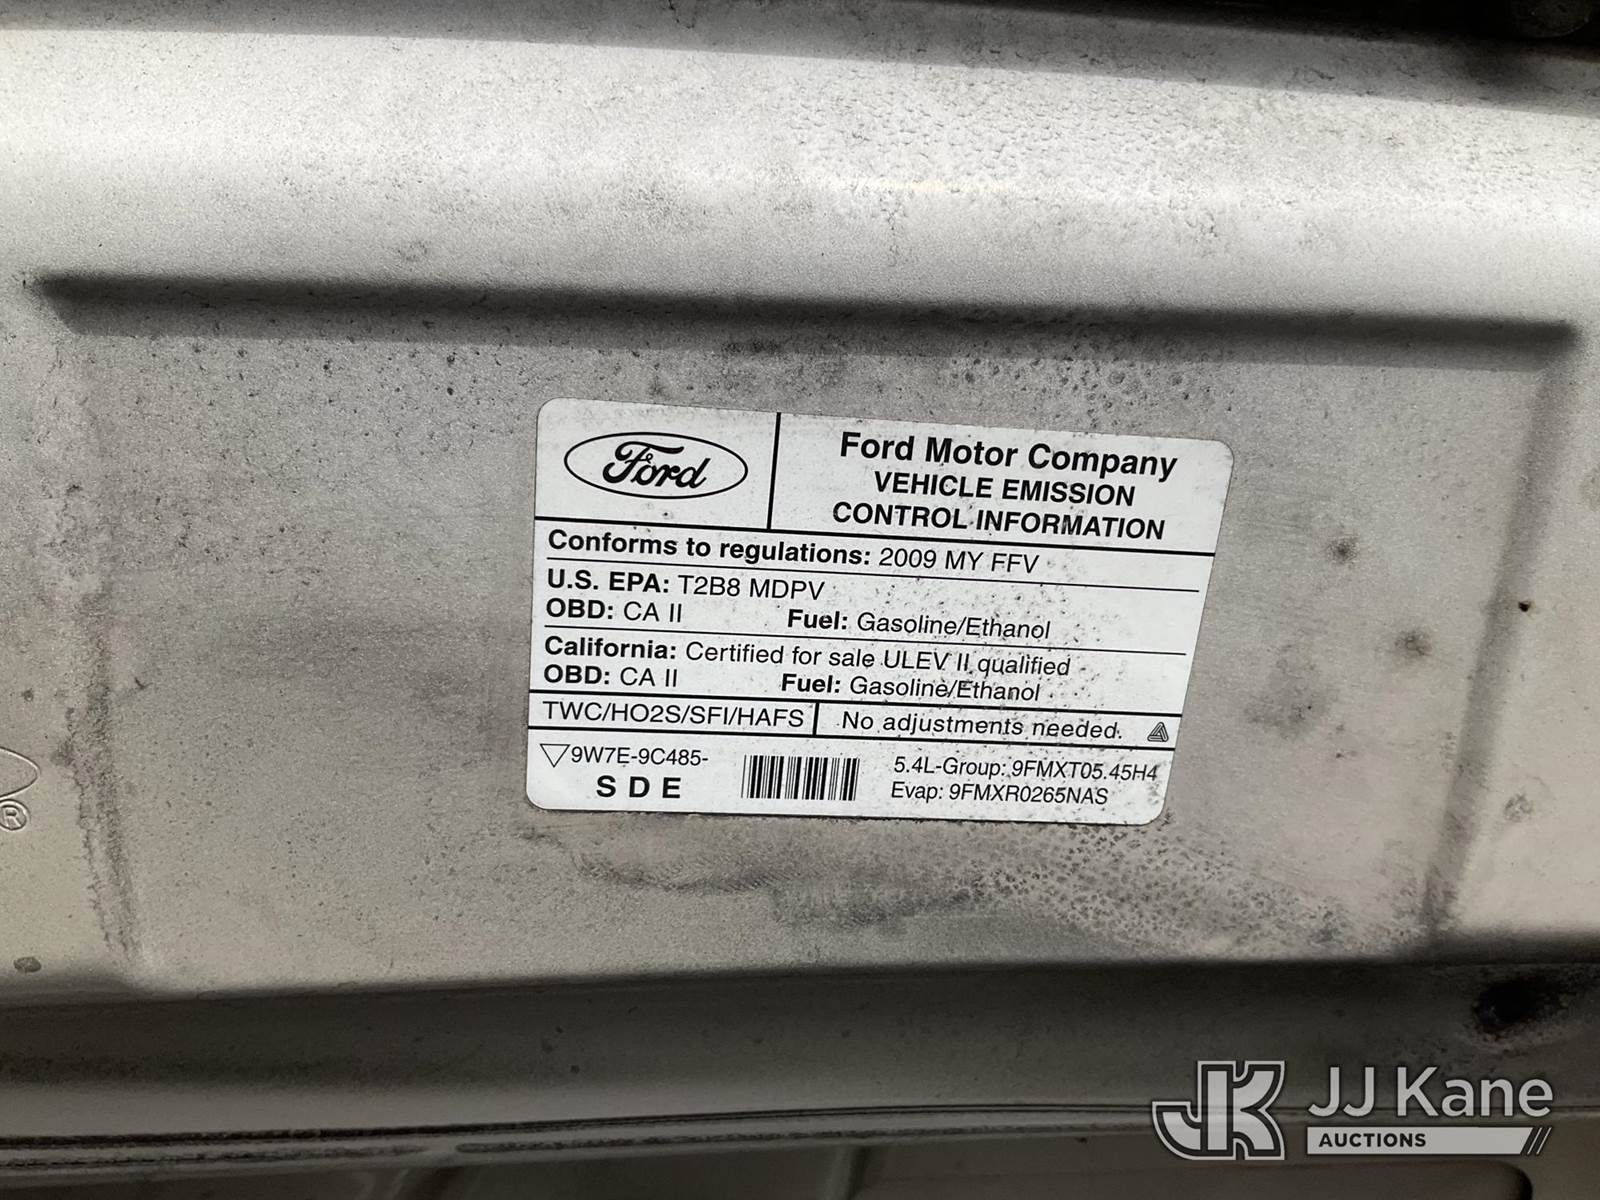 Ford
Ford Motor Company
VEHICLE EMISSION
CONTROL INFORMATION
Conforms to regulations: 2009 MY FFV
U.S. EPA: T2B8 MDPV
OBD: CA II Fuel: Gasoline/Ethanol
California: Certified for sale ULEV II qualified
OBD: CA II Fuel: Gasoline/Ethanol
TWC/HO2S/SFI/HAFS No adjustments needed.
9W7E-9C485-
S D E
5.4L-Group: 9FMXT05.45H4
Evap: 9FMXR0265NAS
®
JK JJ Kane
AUCTIONS